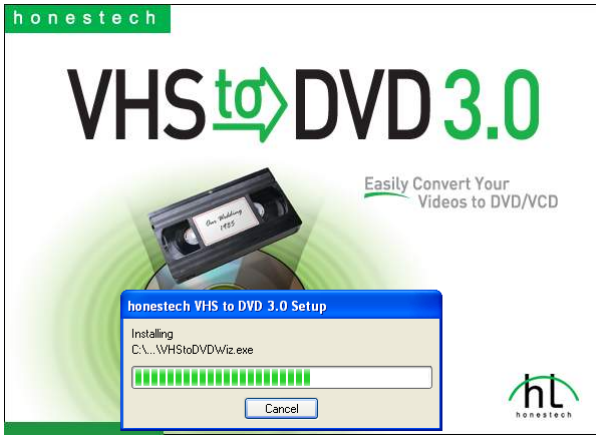 honestech
VHS to DVD 3.0
Easily Convert Your
Videos to DVD/VCD
Our Wedding
1985
honestech VHS to DVD 3.0 Setup
Installing
C:\...\VHStoDVDWiz.exe
Cancel
ht
honestech